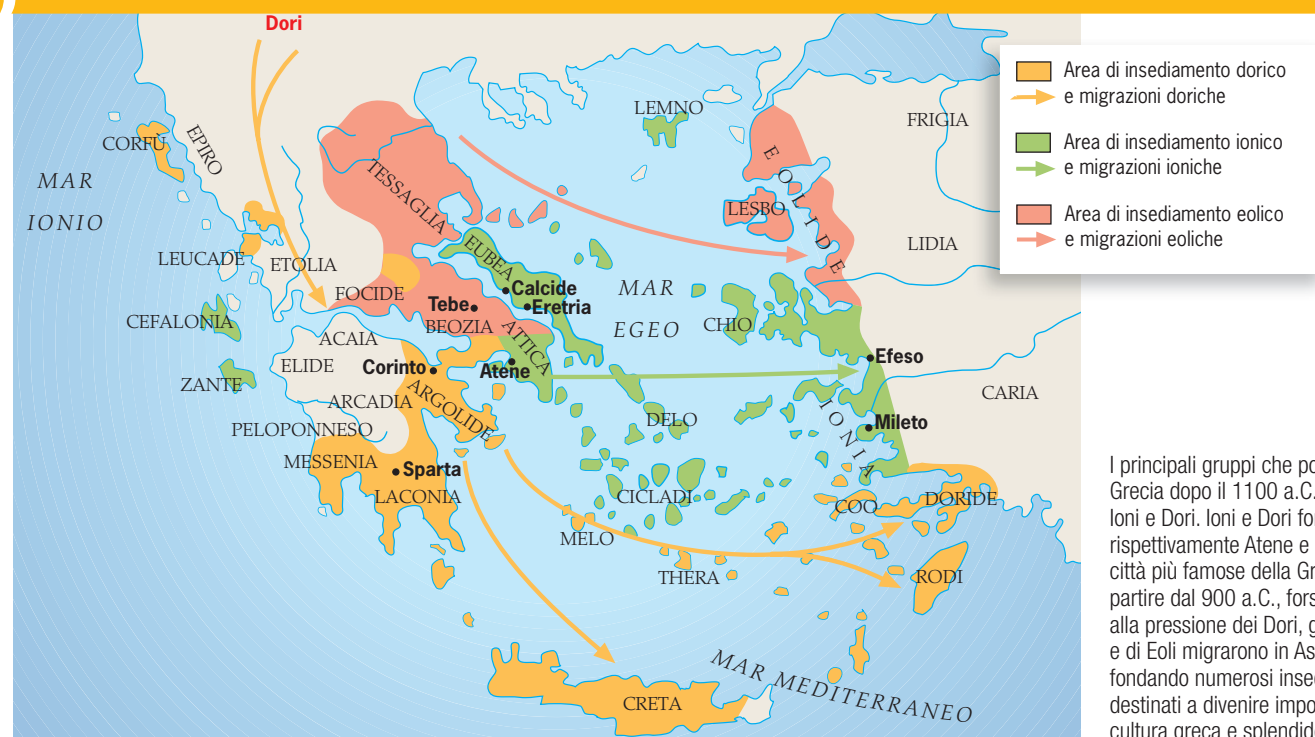 Dori
Area di insediamento dorico
e migrazioni doriche
Area di insediamento ionico
e migrazioni ioniche
Area di insediamento eolico
e migrazioni eoliche
LEMNO
FRIGIA
CORFÙ
EPIRO
MAR
IONIO
TESSAGLIA
EOLIDE
LESBO
LIDIA
LEUCADE
ETOLIA
EUBEA
FOCIDE
Calcide
Eretria
MAR
EGEO
Tebe
BEOZIA
ATTICA
CHIO
CEFALONIA
ACAIA
ELIDE
Corinto
Atene
Efeso
ZANTE
ARCADIA
ARGOLIDE
CARIA
PELOPONNESO
DELO
IONIA
Mileto
MESSENIA
Sparta
LACONIA
CICLADI
COO
DORIDE
MELO
THERA
RODI
MAR MEDITERRANEO
CRETA
I principali gruppi che po
Grecia dopo il 1100 a.C.
Ioni e Dori. Ioni e Dori fo
rispettivamente Atene e
città più famose della Gr
partire dal 900 a.C., fors
alla pressione dei Dori, g
e di Eoli migrarono in As
fondando numerosi inse
destinati a divenire impo
cultura greca e splendid